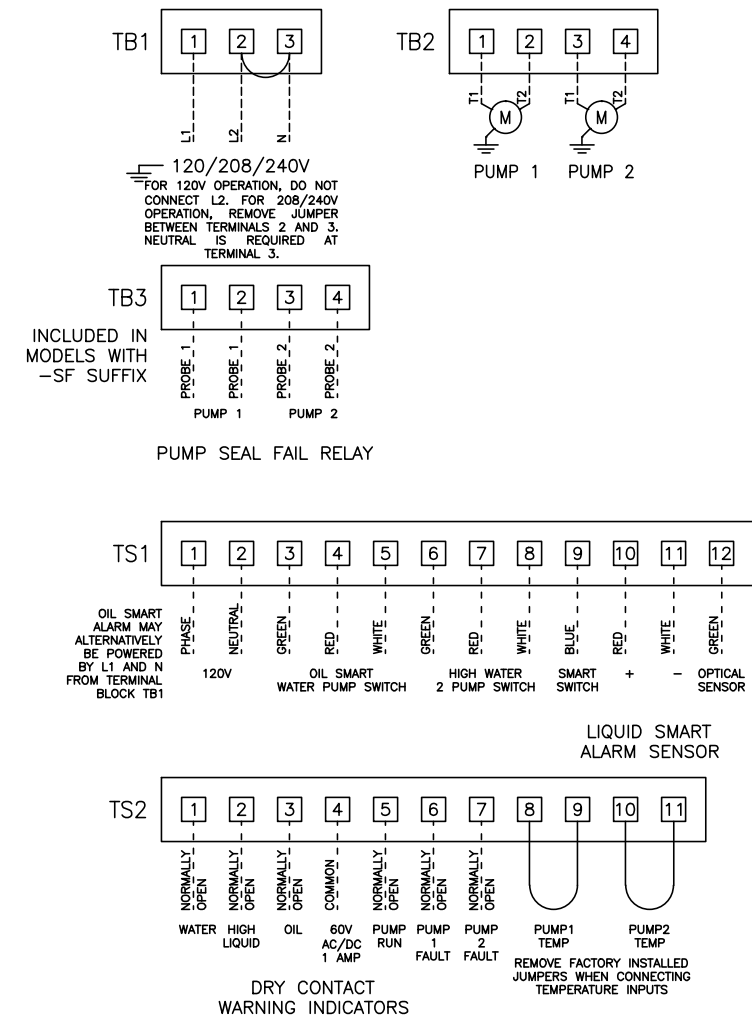 TB1 1 2 3
L1 L2 N
120/208/240V
FOR 120V OPERATION, DO NOT
CONNECT L2. FOR 208/240V
OPERATION, REMOVE JUMPER
BETWEEN TERMINALS 2 AND 3.
NEUTRAL IS REQUIRED AT
TERMINAL 3.
TB2 1 2 3 4
T1 T2 T1 T2
M M
PUMP 1 PUMP 2
TB3 1 2 3 4
INCLUDED IN
MODELS WITH
-SF SUFFIX
PROBE 1 PROBE 1 PROBE 2 PROBE 2
PUMP 1 PUMP 2
PUMP SEAL FAIL RELAY
TS1 1 2 3 4 5 6 7 8 9 10 11 12
OIL SMART
ALARM MAY
ALTERNATIVELY
BE POWERED
BY L1 AND N
FROM TERMINAL
BLOCK TB1
PHASE NEUTRAL GREEN RED WHITE GREEN RED WHITE BLUE RED WHITE GREEN
120V
OIL SMART
WATER PUMP SWITCH
HIGH WATER
2 PUMP SWITCH
SMART
SWITCH
+ -
OPTICAL
SENSOR
LIQUID SMART
ALARM SENSOR
TS2 1 2 3 4 5 6 7 8 9 10 11
NORMALLY
OPEN
NORMALLY
OPEN
NORMALLY
OPEN
COMMON
NORMALLY
OPEN
NORMALLY
OPEN
NORMALLY
OPEN
WATER
HIGH
LIQUID
OIL
60V
AC/DC
1 AMP
PUMP
RUN
PUMP
1
FAULT
PUMP
2
FAULT
PUMP1
TEMP
PUMP2
TEMP
REMOVE FACTORY INSTALLED
JUMPERS WHEN CONNECTING
TEMPERATURE INPUTS
DRY CONTACT
WARNING INDICATORS